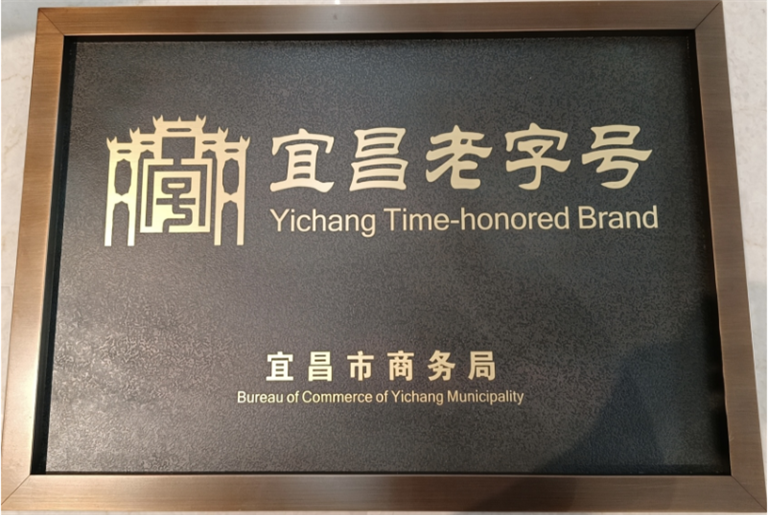 宜昌老字号
Yichang Time-honored Brand
宜昌市商务局
Bureau of Commerce of Yichang Municipality